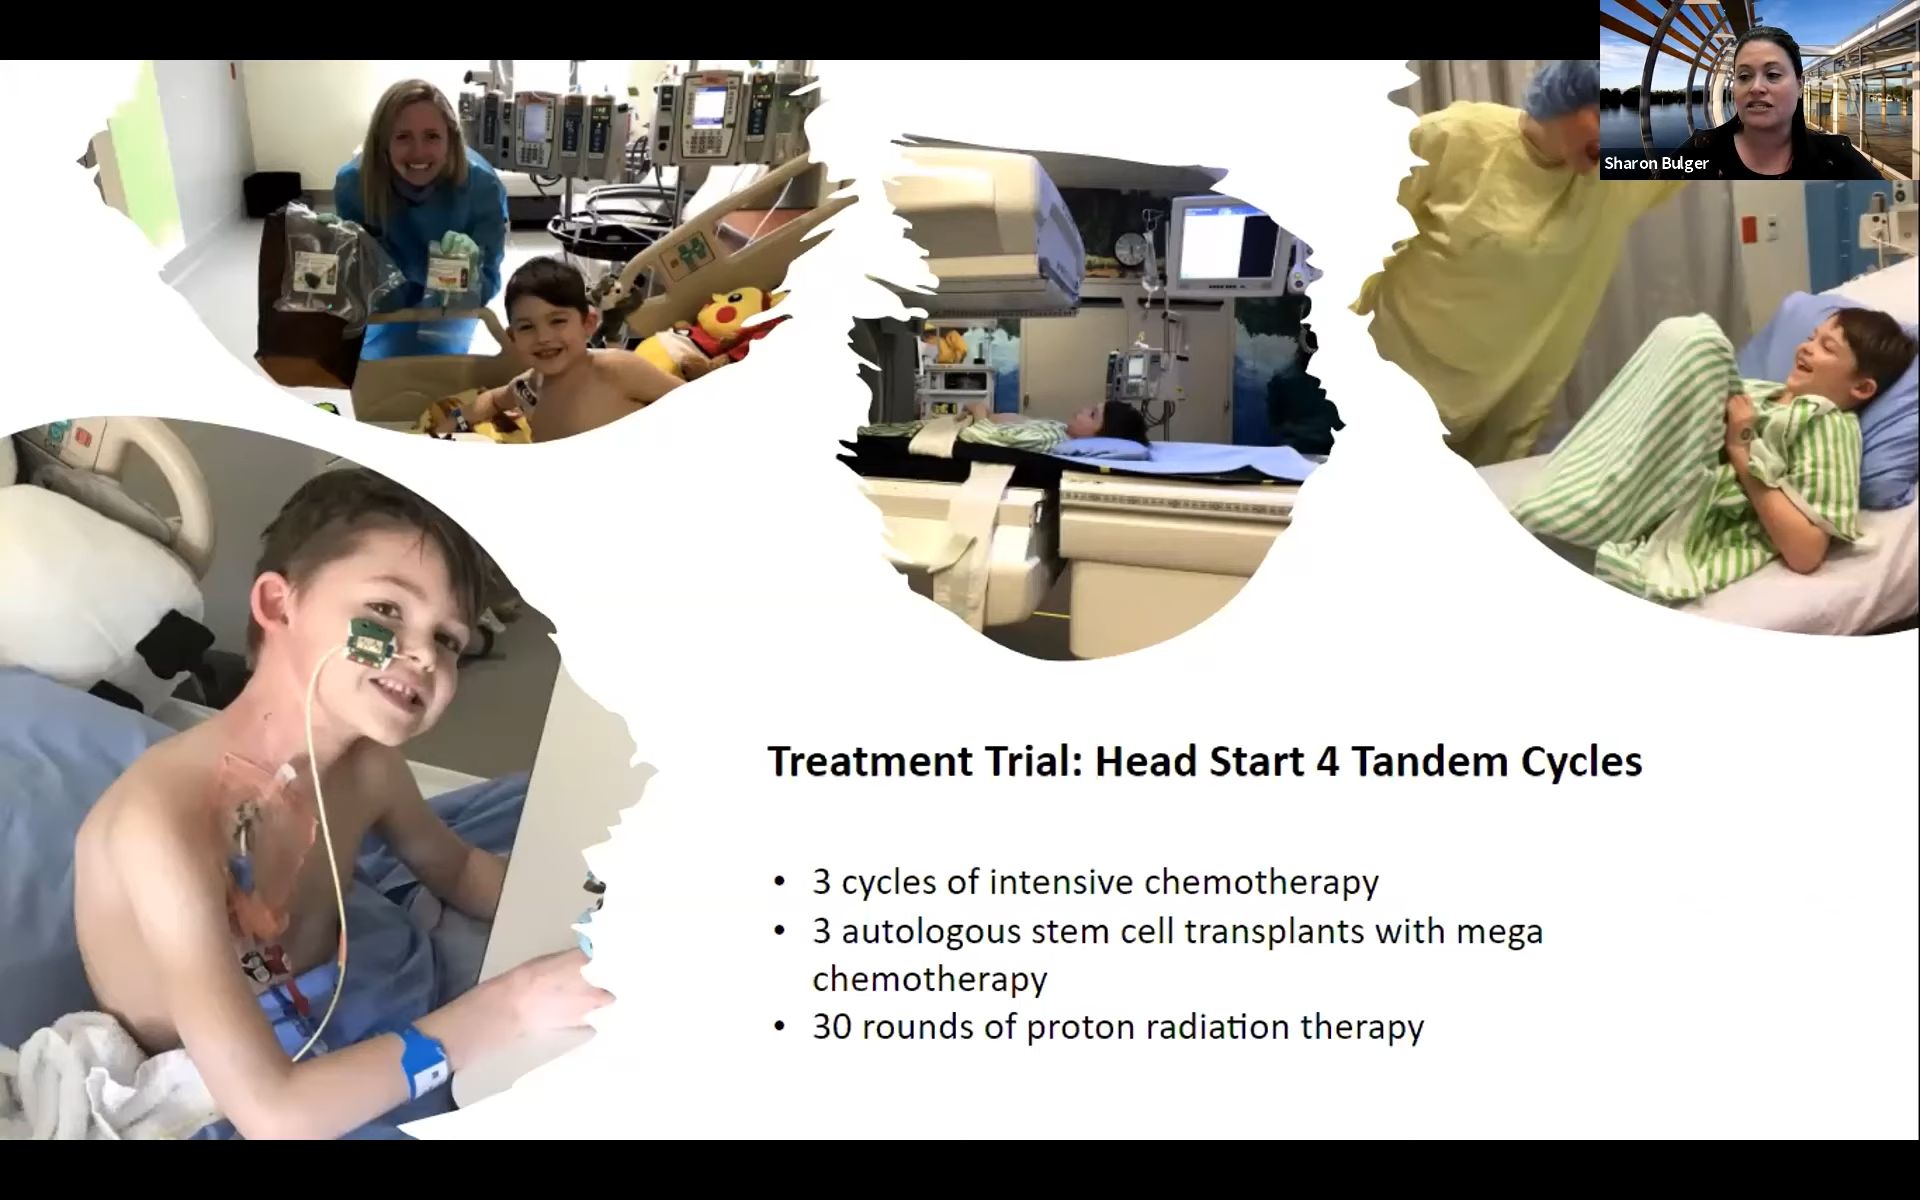 Sharon Bulger
Treatment Trial: Head Start 4 Tandem Cycles
• 3 cycles of intensive chemotherapy
• 3 autologous stem cell transplants with mega
chemotherapy
• 30 rounds of proton radiation therapy